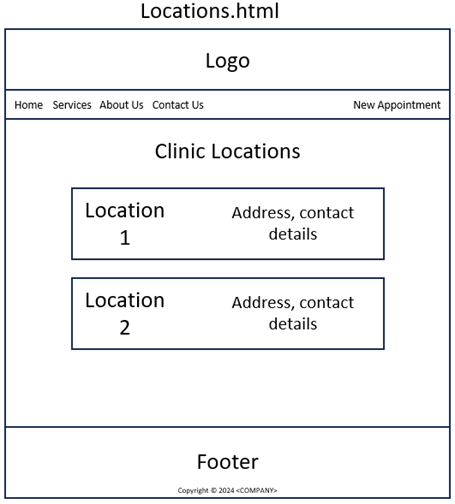 Locations.html
Logo
Home Services About Us Contact Us New Appointment
Clinic Locations
Location
1
Address, contact
details
Location
2
Address, contact
details
Footer
Copyright © 2024 <COMPANY>